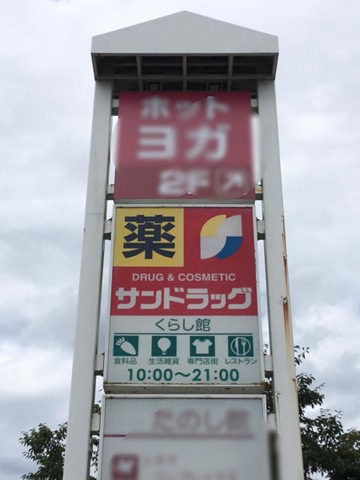 ホット
ヨガ
2F↗
薬
DRUG & COSMETIC
サンドラッグ
くらし館
食料品 生活雑貨 専門店街 レストラン
10:00〜21:00
たのし館